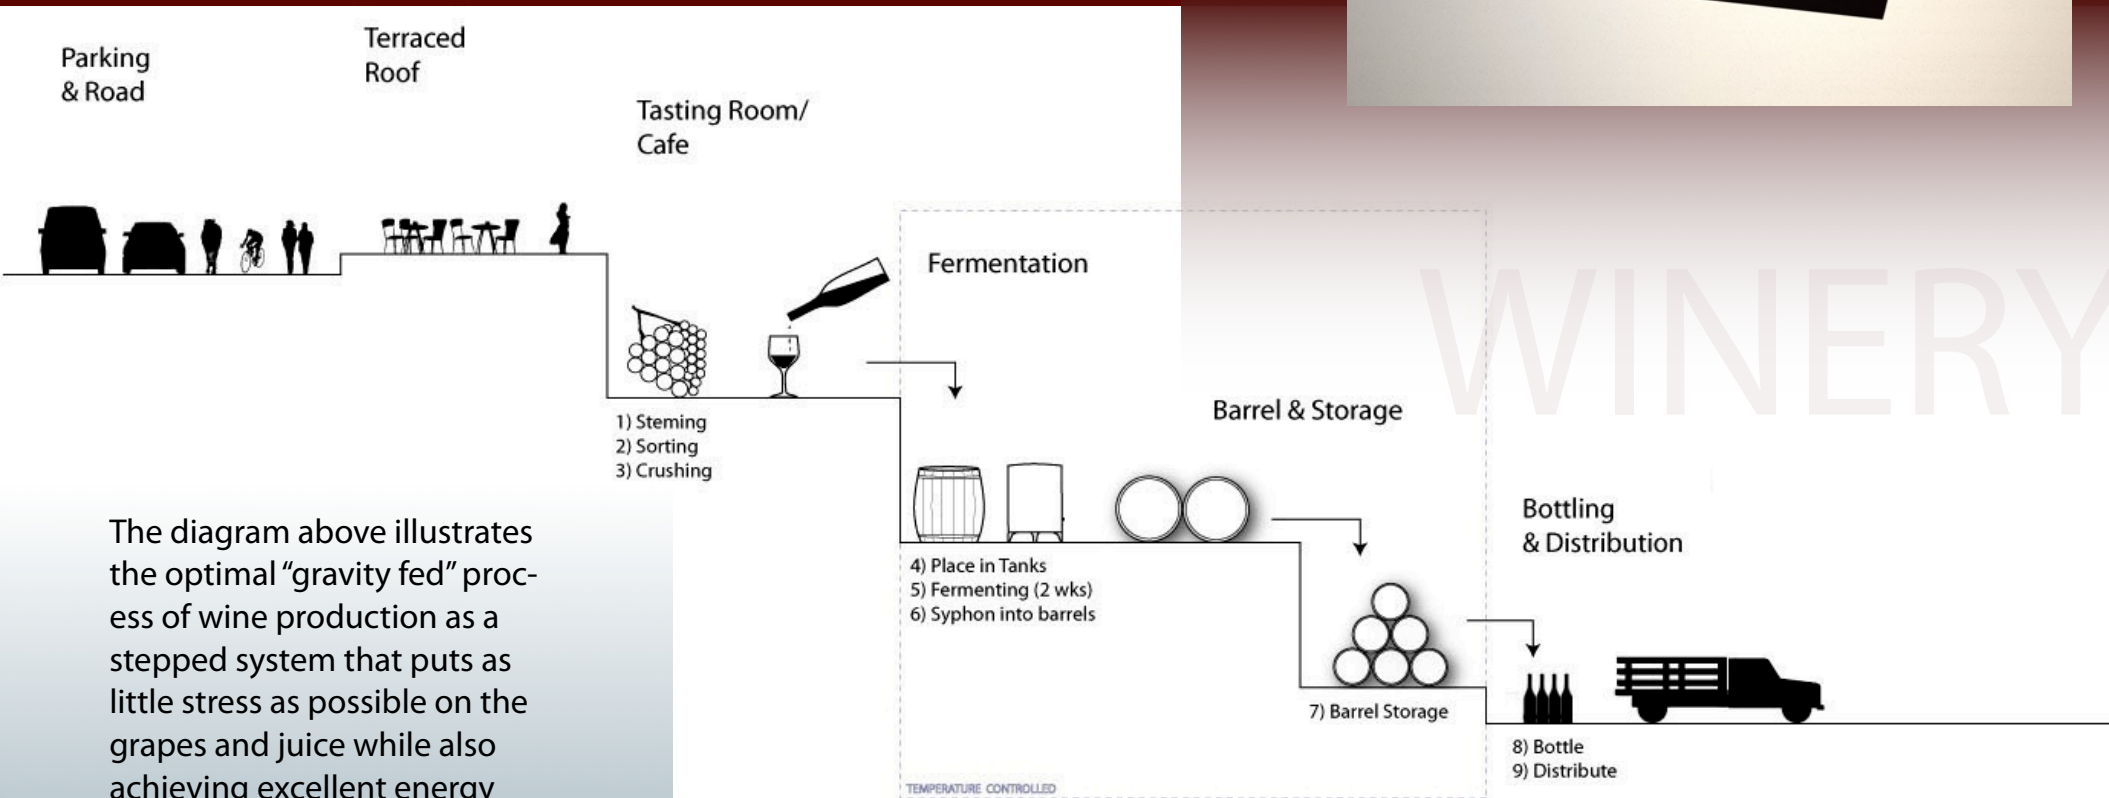 Parking
& Road
Terraced
Roof
Tasting Room/
Cafe
Fermentation
WINERY
Barrel & Storage
1) Steming
2) Sorting
3) Crushing
Bottling
& Distribution
4) Place in Tanks
5) Fermenting (2 wks)
6) Syphon into barrels
7) Barrel Storage
8) Bottle
9) Distribute
TEMPERATURE CONTROLLED
The diagram above illustrates
the optimal “gravity fed” proc-
ess of wine production as a
stepped system that puts as
little stress as possible on the
grapes and juice while also
achieving excellent energy